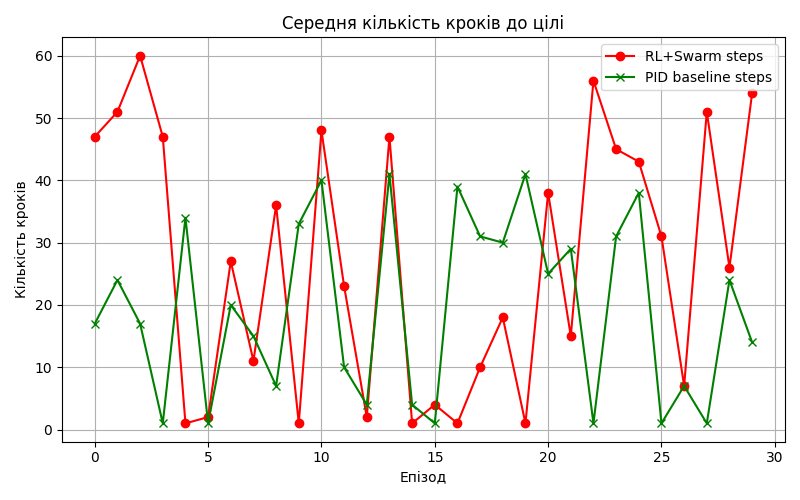 Середня кількість кроків до цілі
RL+Swarm steps
PID baseline steps
Кількість кроків
60
50
40
30
20
10
0
0 5 10 15 20 25 30
Епізод